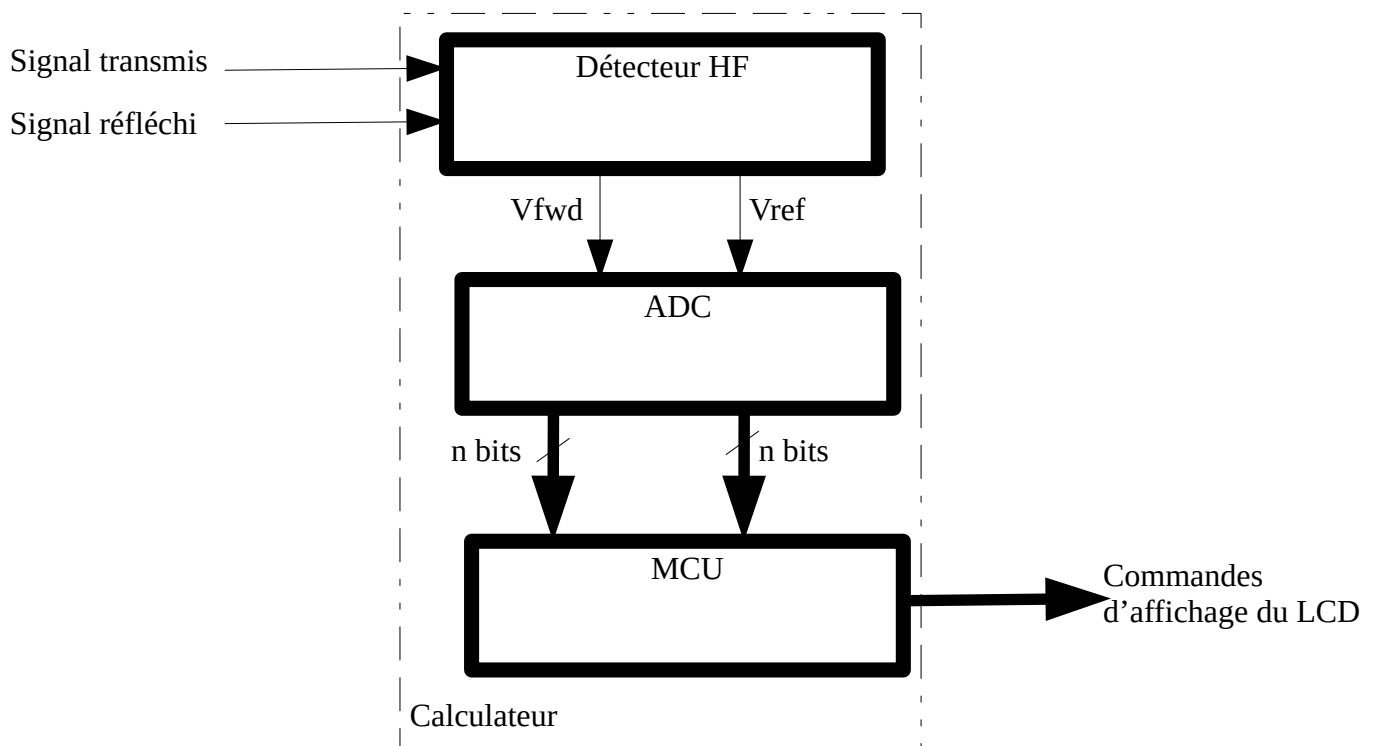 Signal transmis
Signal réfléchi
Détecteur HF
Vfwd
Vref
ADC
n bits
n bits
MCU
Commandes
d’affichage du LCD
Calculateur